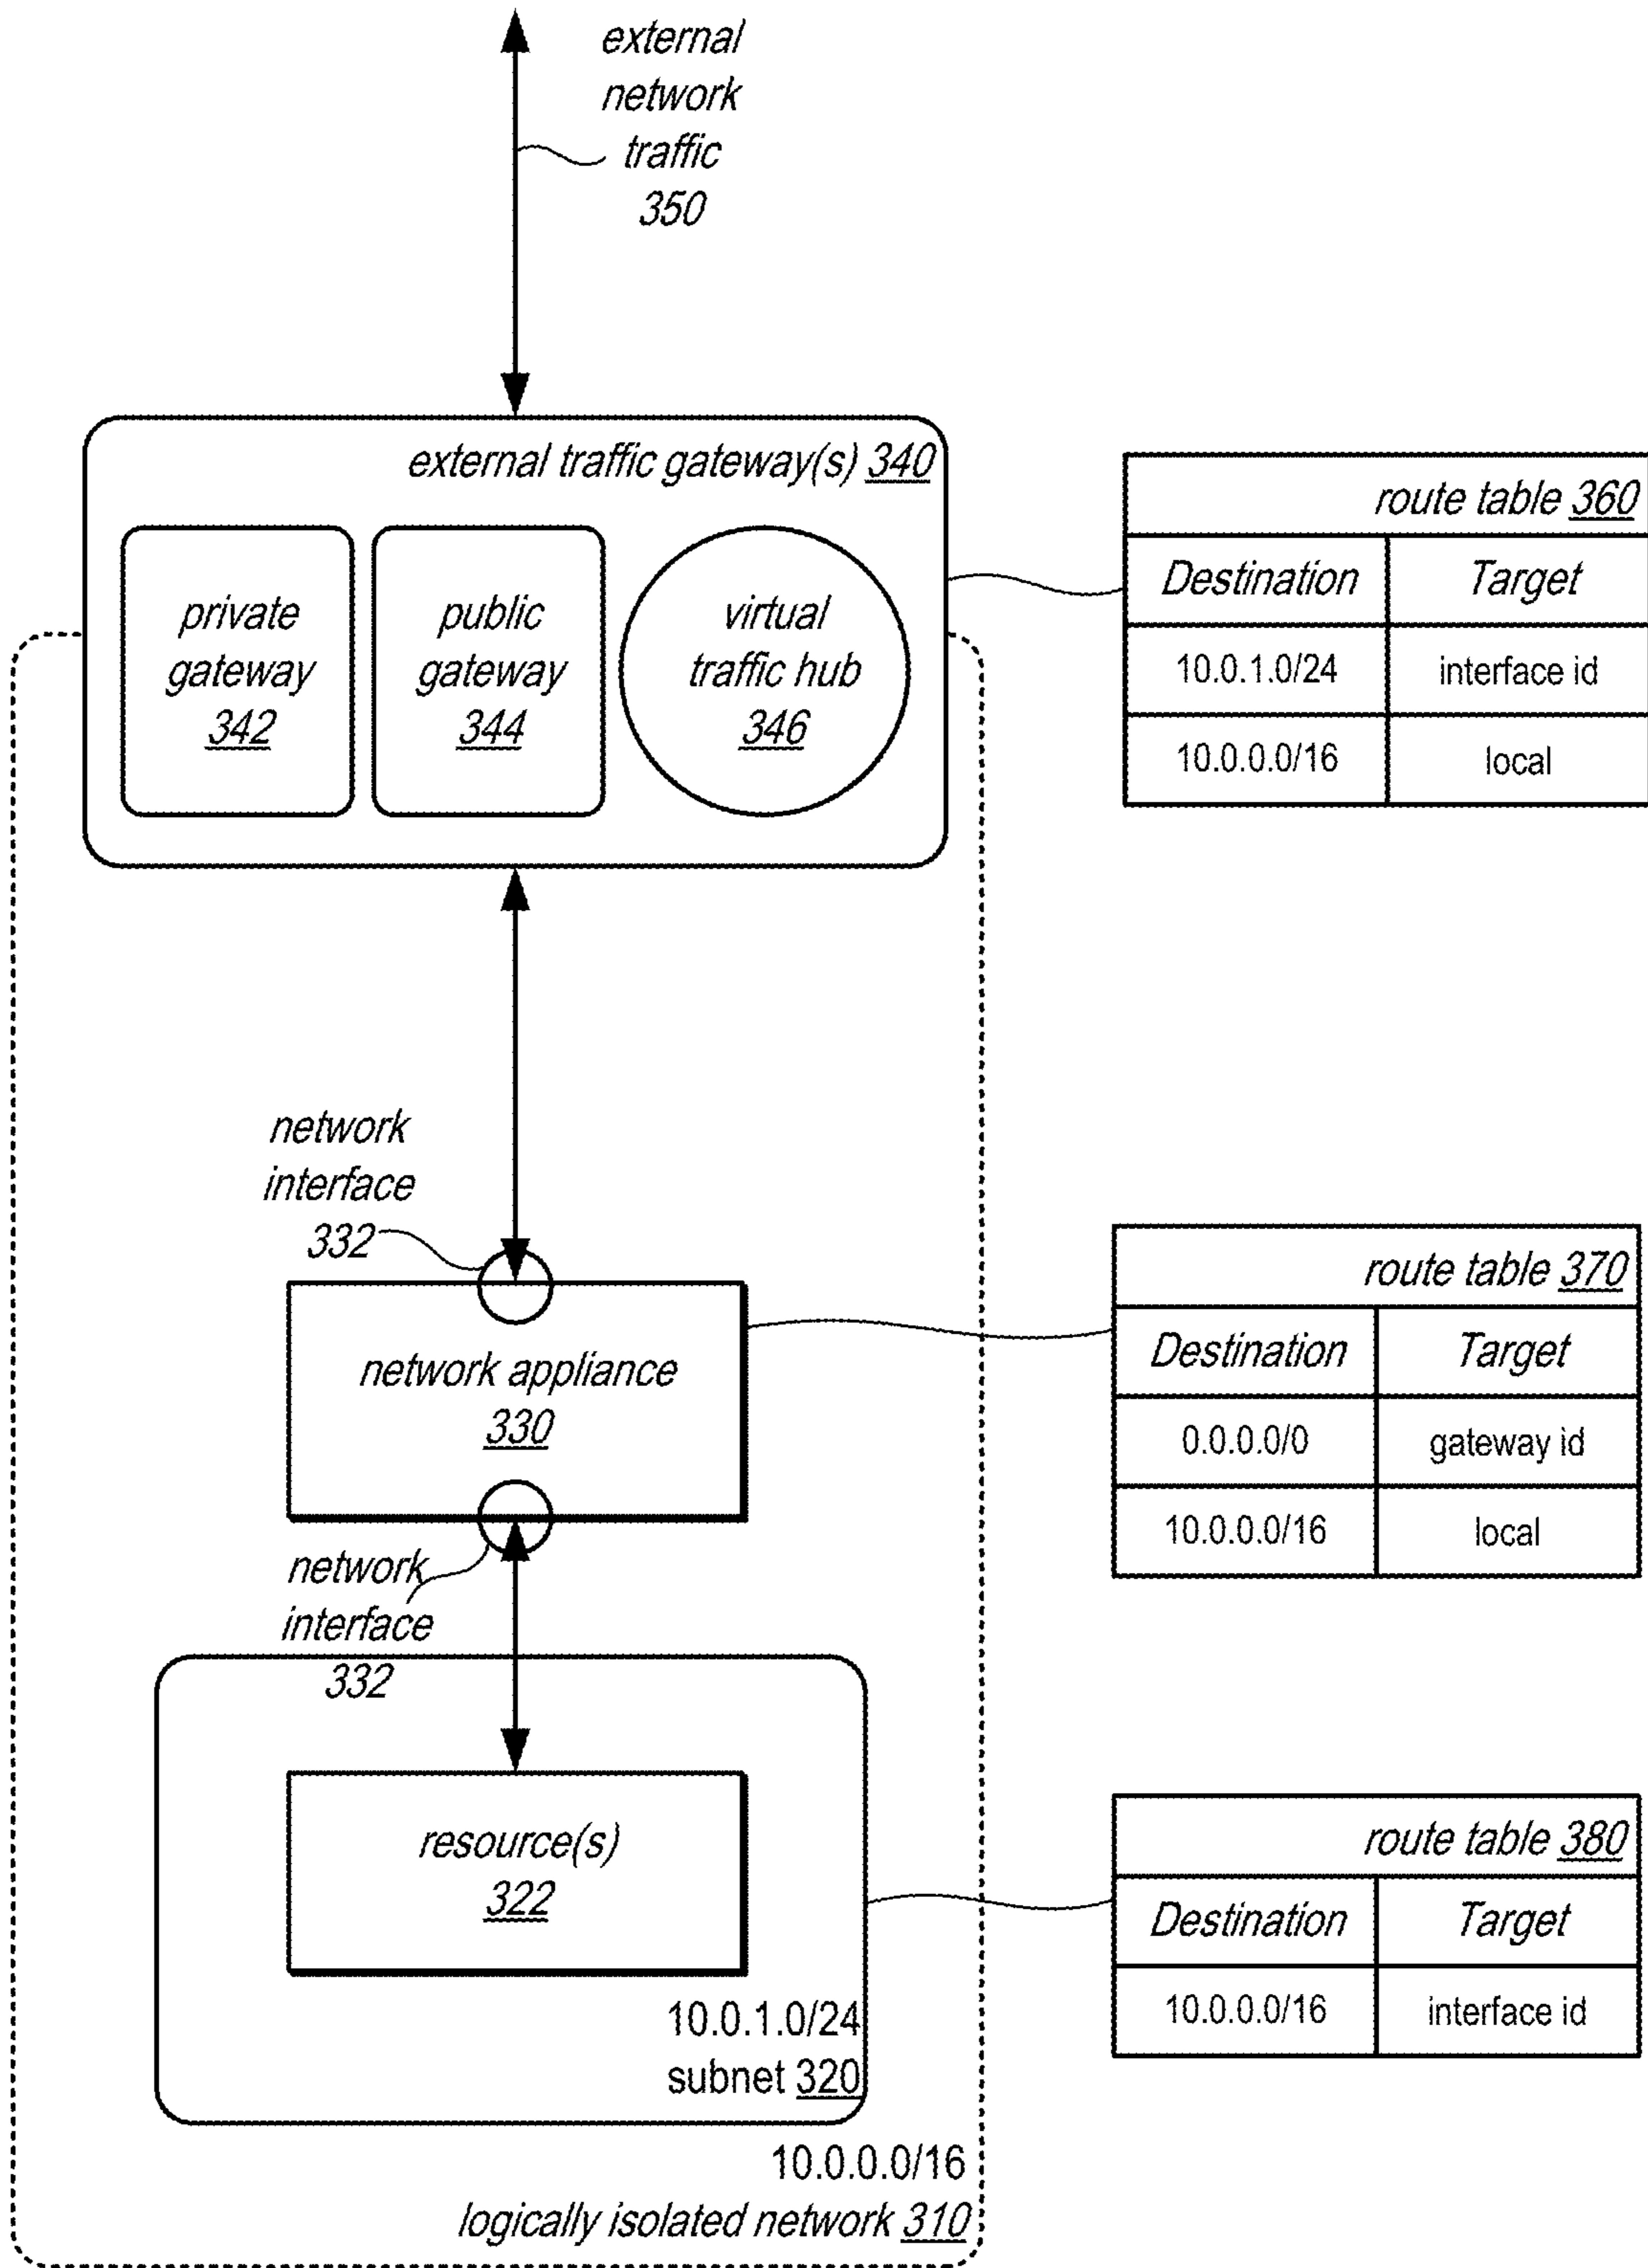 external
network
traffic
350
external traffic gateway(s) 340
private
gateway
342
public
gateway
344
virtual
traffic hub
346
route table 360
Destination Target
10.0.1.0/24 interface id
10.0.0.0/16 local
network
interface
332
network appliance
330
network
interface
332
route table 370
Destination Target
0.0.0.0/0 gateway id
10.0.0.0/16 local
resource(s)
322
10.0.1.0/24
subnet 320
route table 380
Destination Target
10.0.0.0/16 interface id
10.0.0.0/16
logically isolated network 310